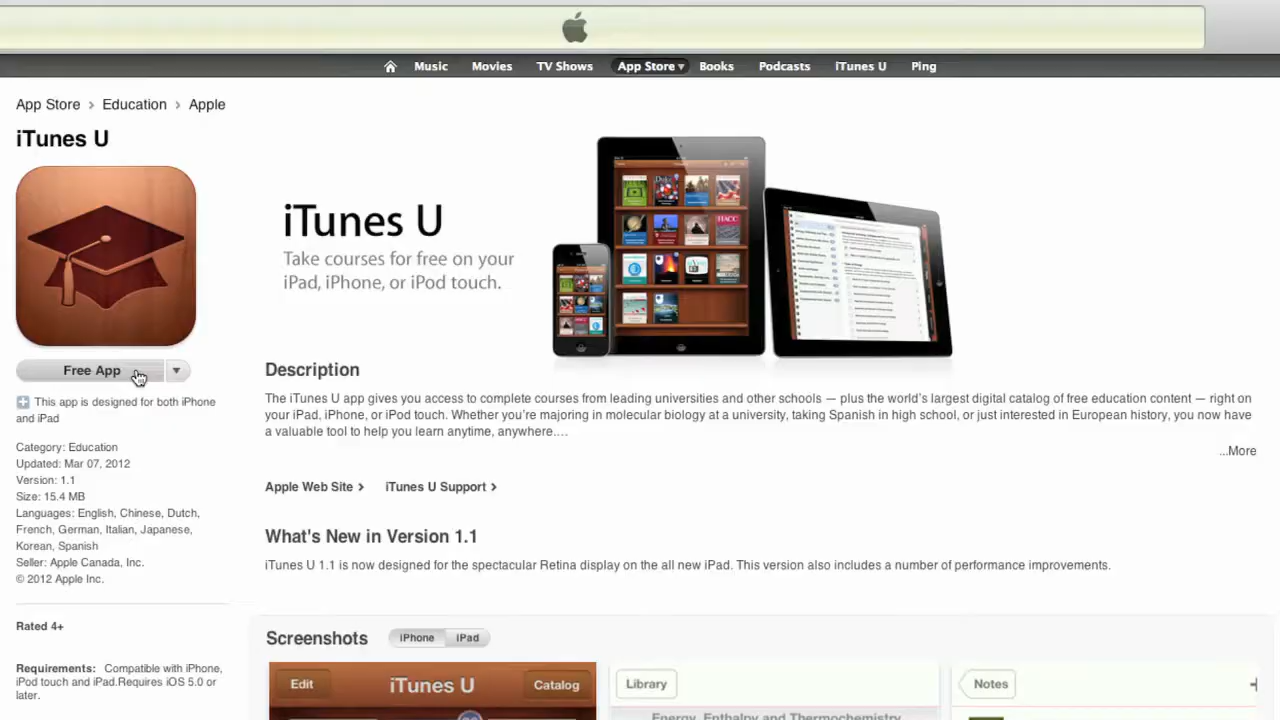 Music Movies TV Shows App Store ▾ Books Podcasts iTunes U Ping
App Store › Education › Apple
iTunes U
iTunes U
Take courses for free on your
iPad, iPhone, or iPod touch.
Free App ▼
This app is designed for both iPhone
and iPad
Category: Education
Updated: Mar 07, 2012
Version: 1.1
Size: 15.4 MB
Languages: English, Chinese, Dutch,
French, German, Italian, Japanese,
Korean, Spanish
Seller: Apple Canada, Inc.
© 2012 Apple Inc.
Rated 4+
Requirements: Compatible with iPhone,
iPod touch and iPad.Requires iOS 5.0 or
later.
Description
The iTunes U app gives you access to complete courses from leading universities and other schools — plus the world's largest digital catalog of free education content — right on
your iPad, iPhone, or iPod touch. Whether you're majoring in molecular biology at a university, taking Spanish in high school, or just interested in European history, you now have
a valuable tool to help you learn anytime, anywhere....
...More
Apple Web Site › iTunes U Support ›
What's New in Version 1.1
iTunes U 1.1 is now designed for the spectacular Retina display on the all new iPad. This version also includes a number of performance improvements.
Screenshots iPhone iPad
Edit iTunes U Catalog
Library
Energy, Enthalpy and Thermochemistry
Notes